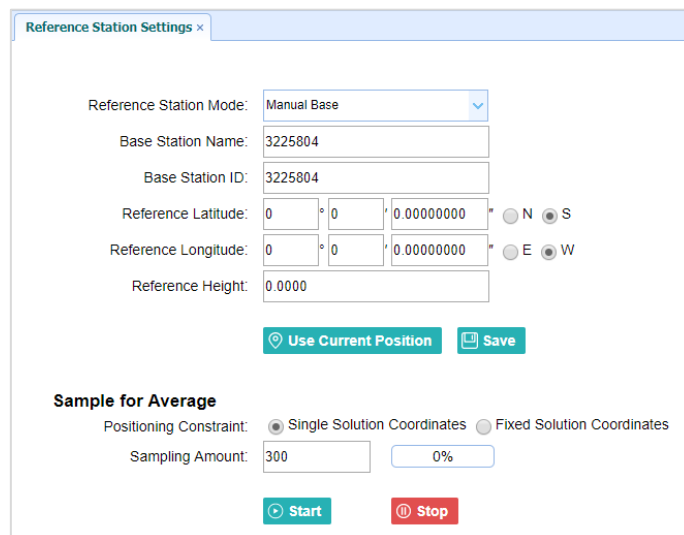 Reference Station Settings ×
Reference Station Mode: Manual Base
Base Station Name: 3225804
Base Station ID: 3225804
Reference Latitude: 0 ° 0 ′ 0.00000000 ″ N S
Reference Longitude: 0 ° 0 ′ 0.00000000 ″ E W
Reference Height: 0.0000
Use Current Position Save
Sample for Average
Positioning Constraint: Single Solution Coordinates Fixed Solution Coordinates
Sampling Amount: 300 0%
Start Stop